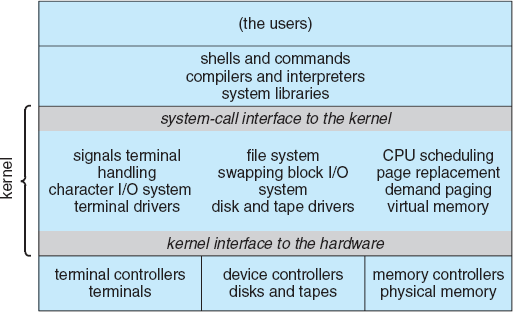 (the users)
shells and commands
compilers and interpreters
system libraries
system-call interface to the kernel
kernel
signals terminal
handling
character I/O system
terminal drivers
file system
swapping block I/O
system
disk and tape drivers
CPU scheduling
page replacement
demand paging
virtual memory
kernel interface to the hardware
terminal controllers
terminals
device controllers
disks and tapes
memory controllers
physical memory